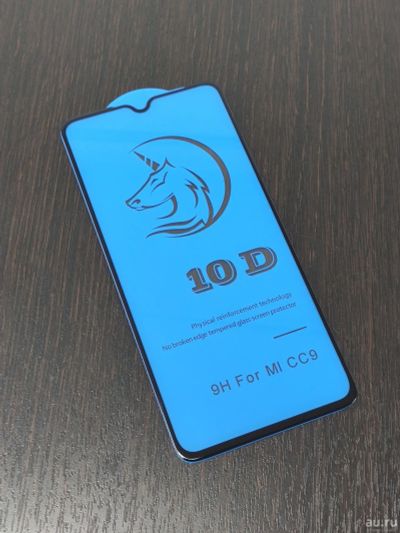 10 D
Physical reinforcement technology
No broken edge tempered glass screen protector
9H For MI CC9
au.ru